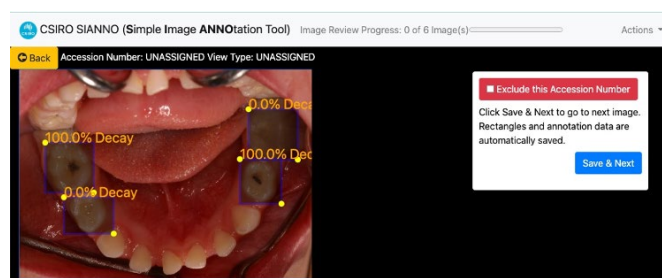 CSIRO SIANNO (Simple Image ANNOtation Tool) Image Review Progress: 0 of 6 Image(s) Actions
Back Accession Number: UNASSIGNED View Type: UNASSIGNED
0.0% Deca
100.0% Decay
100.0% Dec
0.0% Decay
Exclude this Accession Number
Click Save & Next to go to next image.
Rectangles and annotation data are
automatically saved.
Save & Next